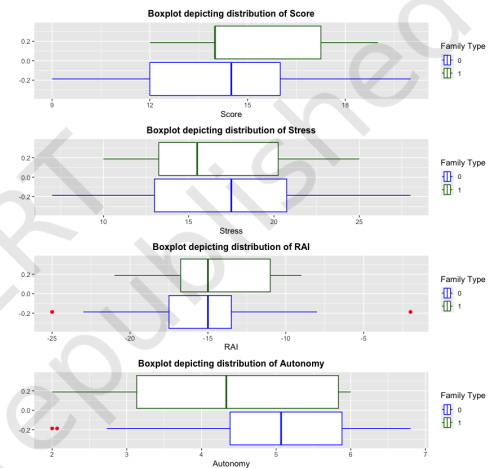 Boxplot depicting distribution of Score
0.2
0.0
-0.2
9 12 15 18
Score
Family Type
0
1
Boxplot depicting distribution of Stress
0.2
0.0
-0.2
10 15 20 25
Stress
Family Type
0
1
Boxplot depicting distribution of RAI
0.2
0.0
-0.2
-25 -20 -15 -10 -5
RAI
Family Type
0
1
Boxplot depicting distribution of Autonomy
0.2
0.0
-0.2
2 3 4 5 6 7
Autonomy
Family Type
0
1